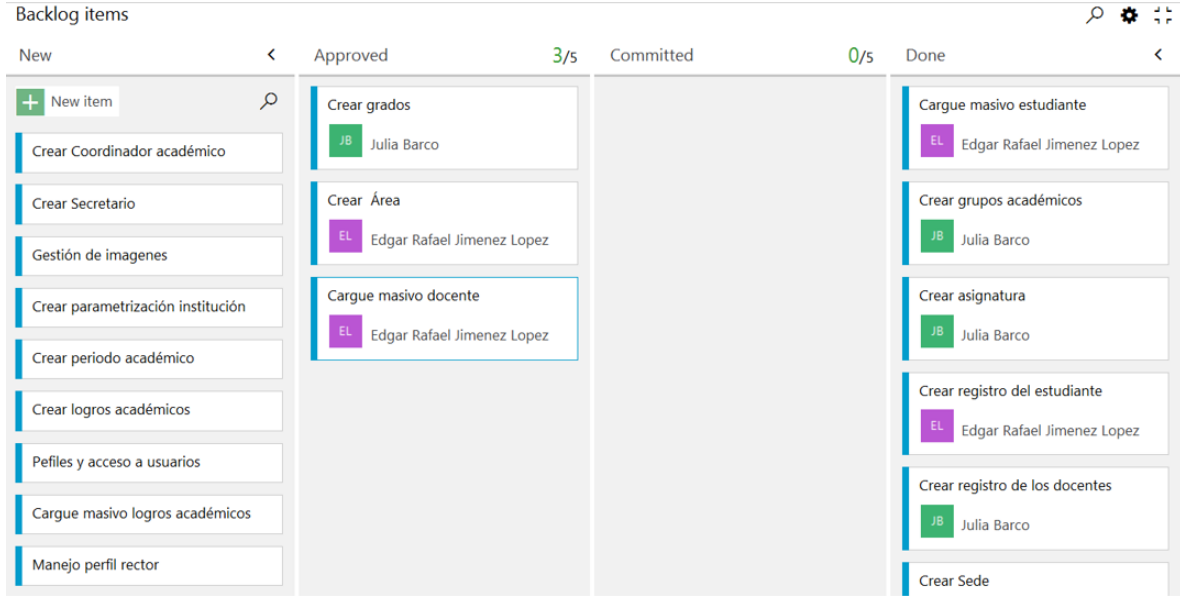 Backlog items
New
New item
Crear Coordinador académico
Crear Secretario
Gestión de imagenes
Crear parametrización institución
Crear periodo académico
Crear logros académicos
Pefiles y acceso a usuarios
Cargue masivo logros académicos
Manejo perfil rector
Approved 3/5
Crear grados
JB Julia Barco
Crear Área
EL Edgar Rafael Jimenez Lopez
Cargue masivo docente
EL Edgar Rafael Jimenez Lopez
Committed 0/5
Done
Cargue masivo estudiante
EL Edgar Rafael Jimenez Lopez
Crear grupos académicos
JB Julia Barco
Crear asignatura
JB Julia Barco
Crear registro del estudiante
EL Edgar Rafael Jimenez Lopez
Crear registro de los docentes
JB Julia Barco
Crear Sede